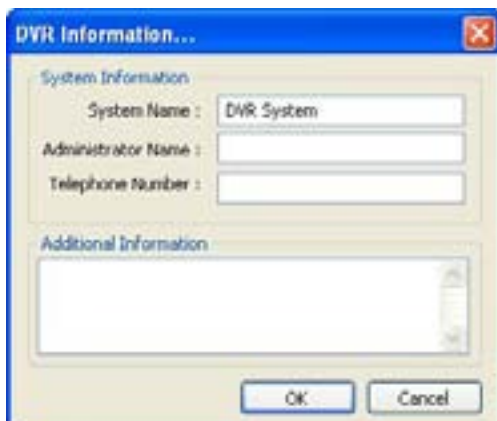 DVR Information...
System Information
System Name : DVR System
Administrator Name :
Telephone Number :
Additional Information
OK Cancel